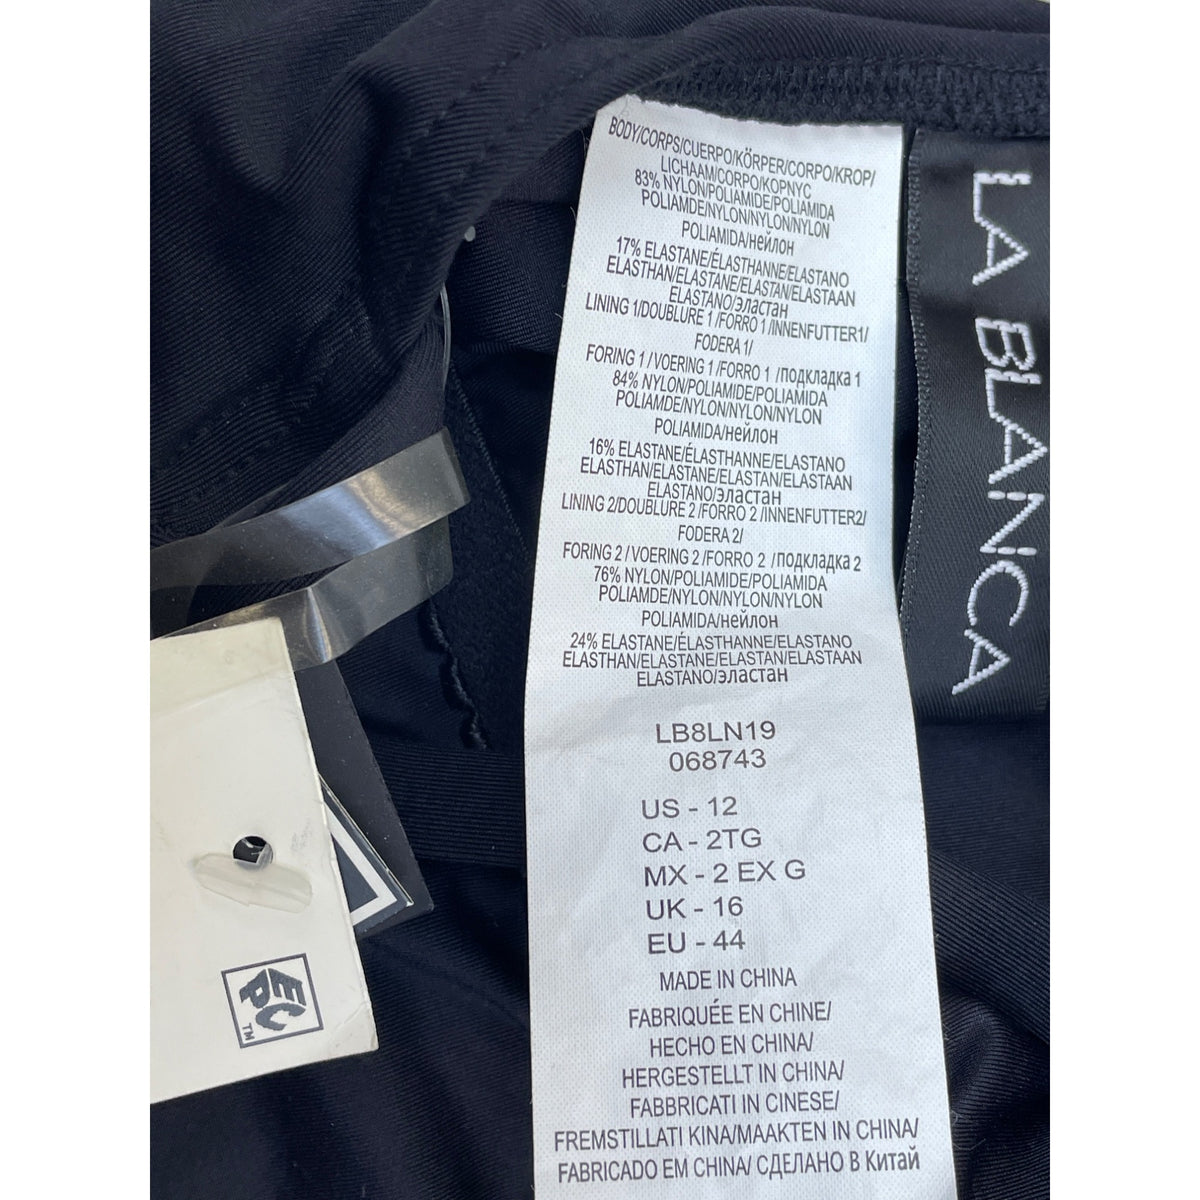 BODY/CORPS/CUERPO/KÖRPER/CORPO/KROP/
LICHAAM/CORPO/KOPNYC
83% NYLON/POLIAMIDE/POLIAMIDA
POLIAMDE/NYLON/NYLON/NYLON
POLIAMIDA/нейлон
17% ELASTANE/ÉLASTHANNE/ELASTANO
ELASTHAN/ELASTANE/ELASTAN/ELASTAAN
ELASTANO/эластан
LINING 1/DOUBLURE 1/FORRO 1/INNENFUTTER1/
FODERA 1/
FORING 1/VOERING 1/FORRO 1 /подкладка 1
84% NYLON/POLIAMIDE/POLIAMIDA
POLIAMDE/NYLON/NYLON/NYLON
POLIAMIDA/нейлон
16% ELASTANE/ÉLASTHANNE/ELASTANO
ELASTHAN/ELASTANE/ELASTAN/ELASTAAN
ELASTANO/эластан
LINING 2/DOUBLURE 2 /FORRO 2 /INNENFUTTER2/
FODERA 2/
FORING 2 / VOERING 2 /FORRO 2 /подкладка 2
76% NYLON/POLIAMIDE/POLIAMIDA
POLIAMDE/NYLON/NYLON/NYLON
POLIAMIDA/нейлон
24% ELASTANE/ÉLASTHANNE/ELASTANO
ELASTHAN/ELASTANE/ELASTAN/ELASTAAN
ELASTANO/эластан
LB8LN19
068743
US - 12
CA - 2TG
MX - 2 EX G
UK - 16
EU - 44
MADE IN CHINA
FABRIQUÉE EN CHINE/
HECHO EN CHINA/
HERGESTELLT IN CHINA/
FABBRICATI IN CINESE/
FREMSTILLATI KINA/MAAKTEN IN CHINA/
FABRICADO EM CHINA/ СДЕЛАНО В Китай
LA BLANCA
EC
P
TM